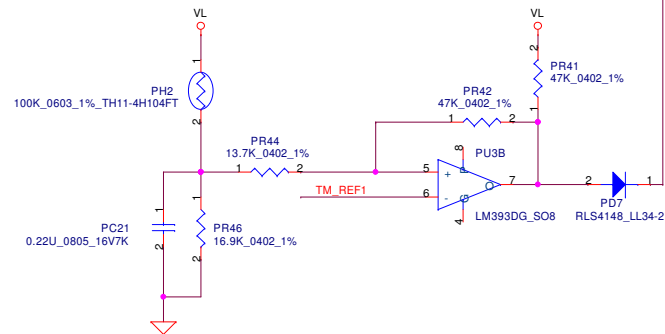 VL
VL
1
PH2
100K_0603_1%_TH11-4H104FT
2
2
PR41
47K_0402_1%
1
PR42
47K_0402_1%
1
2
PR44
13.7K_0402_1%
1
2
8
PU3B
5
+
P
O
7
2
1
6
-
G
TM_REF1
4
LM393DG_SO8
PD7
RLS4148_LL34-2
1
PC21
0.22U_0805_16V7K
2
1
PR46
16.9K_0402_1%
2